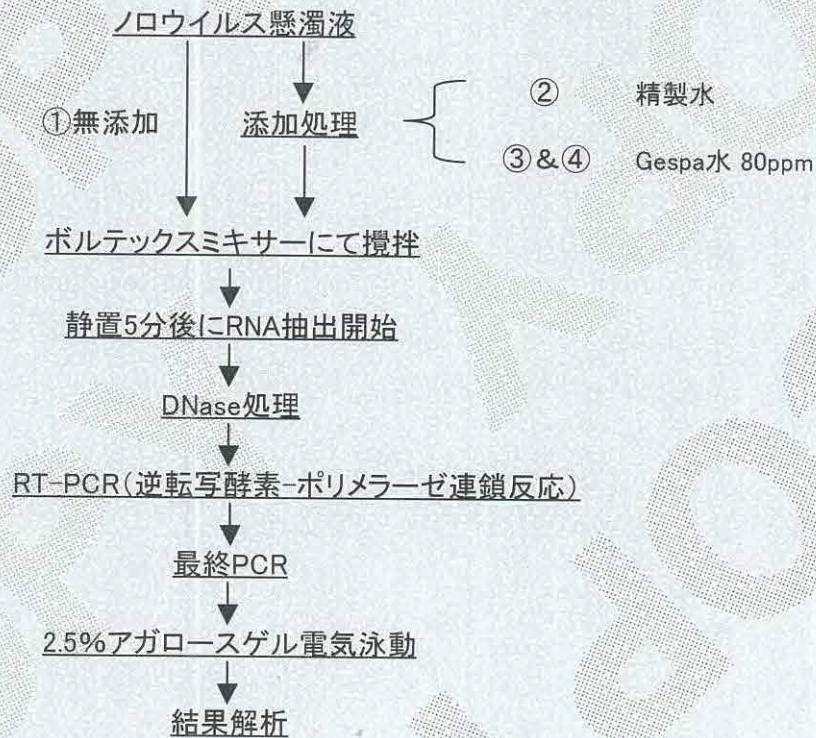 ノロウイルス懸濁液
①無添加
添加処理
② 精製水
③&④ Gespa水 80ppm
ボルテックスミキサーにて攪拌
静置5分後にRNA抽出開始
DNase処理
RT-PCR(逆転写酵素-ポリメラーゼ連鎖反応)
最終PCR
2.5%アガロースゲル電気泳動
結果解析